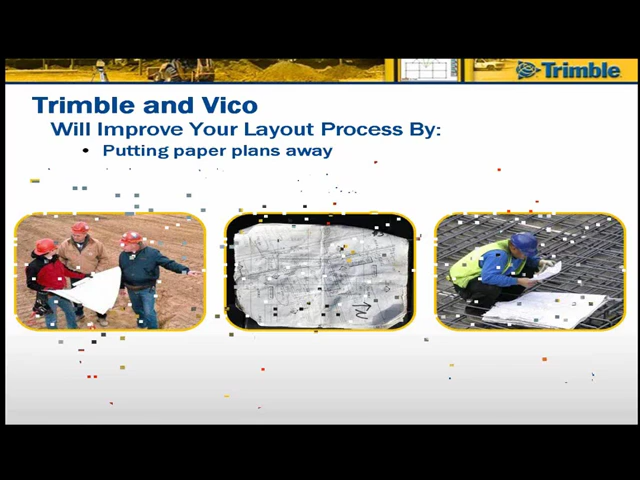 Trimble
Trimble and Vico
Will Improve Your Layout Process By:
• Putting paper plans away